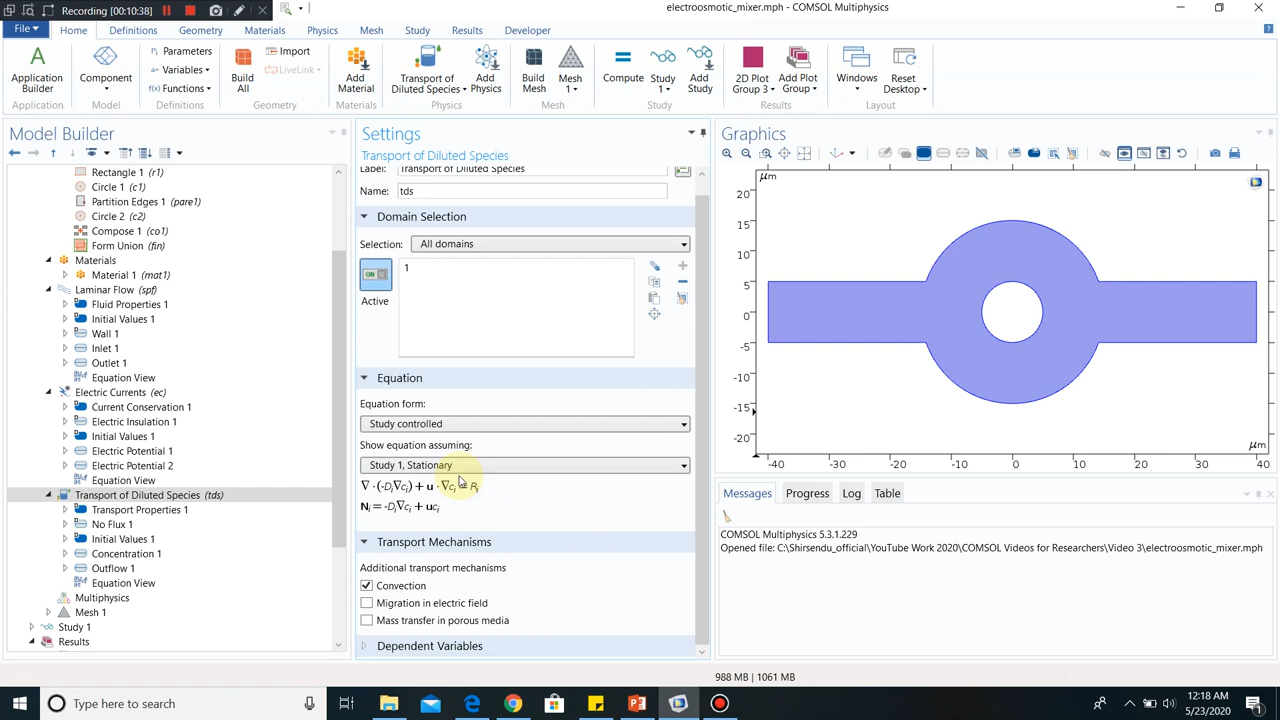 Recording [00:10:38]
electroosmotic_mixer.mph - COMSOL Multiphysics
File
Home
Definitions
Geometry
Materials
Physics
Mesh
Study
Results
Developer
Application Builder
Application
Component
Model
Parameters
Variables
Functions
Definitions
Build All
Import
LiveLink
Geometry
Add Material
Materials
Transport of Diluted Species
Add Physics
Physics
Build Mesh
Mesh 1
Mesh
Compute
Study 1
Add Study
Study
2D Plot Group 3
Add Plot Group
Results
Windows
Reset Desktop
Layout
Model Builder
Rectangle 1 (r1)
Circle 1 (c1)
Partition Edges 1 (pare1)
Circle 2 (c2)
Compose 1 (co1)
Form Union (fin)
Materials
Material 1 (mat1)
Laminar Flow (spf)
Fluid Properties 1
Initial Values 1
Wall 1
Inlet 1
Outlet 1
Equation View
Electric Currents (ec)
Current Conservation 1
Electric Insulation 1
Initial Values 1
Electric Potential 1
Electric Potential 2
Equation View
Transport of Diluted Species (tds)
Transport Properties 1
No Flux 1
Initial Values 1
Concentration 1
Outflow 1
Equation View
Multiphysics
Mesh 1
Study 1
Results
Settings
Transport of Diluted Species
Label: Transport of Diluted Species
Name: tds
Domain Selection
Selection: All domains
1
ON
Active
Equation
Equation form:
Study controlled
Show equation assuming:
Study 1, Stationary
∇ · (-Dᵢ∇cᵢ) + u · ∇cᵢ = Rᵢ
Nᵢ = -Dᵢ∇cᵢ + ucᵢ
Transport Mechanisms
Additional transport mechanisms
Convection
Migration in electric field
Mass transfer in porous media
Dependent Variables
Graphics
µm
20
15
10
5
0
-5
-10
-15
-20
µm
-40 -30 -20 -10 0 10 20 30 40
Messages
Progress
Log
Table
COMSOL Multiphysics 5.3.1.229
Opened file: C:\Shirsendu_official\YouTube Work 2020\COMSOL Videos for Researchers\Video 3\electroosmotic_mixer.mph
988 MB | 1061 MB
Type here to search
12:18 AM
5/23/2020